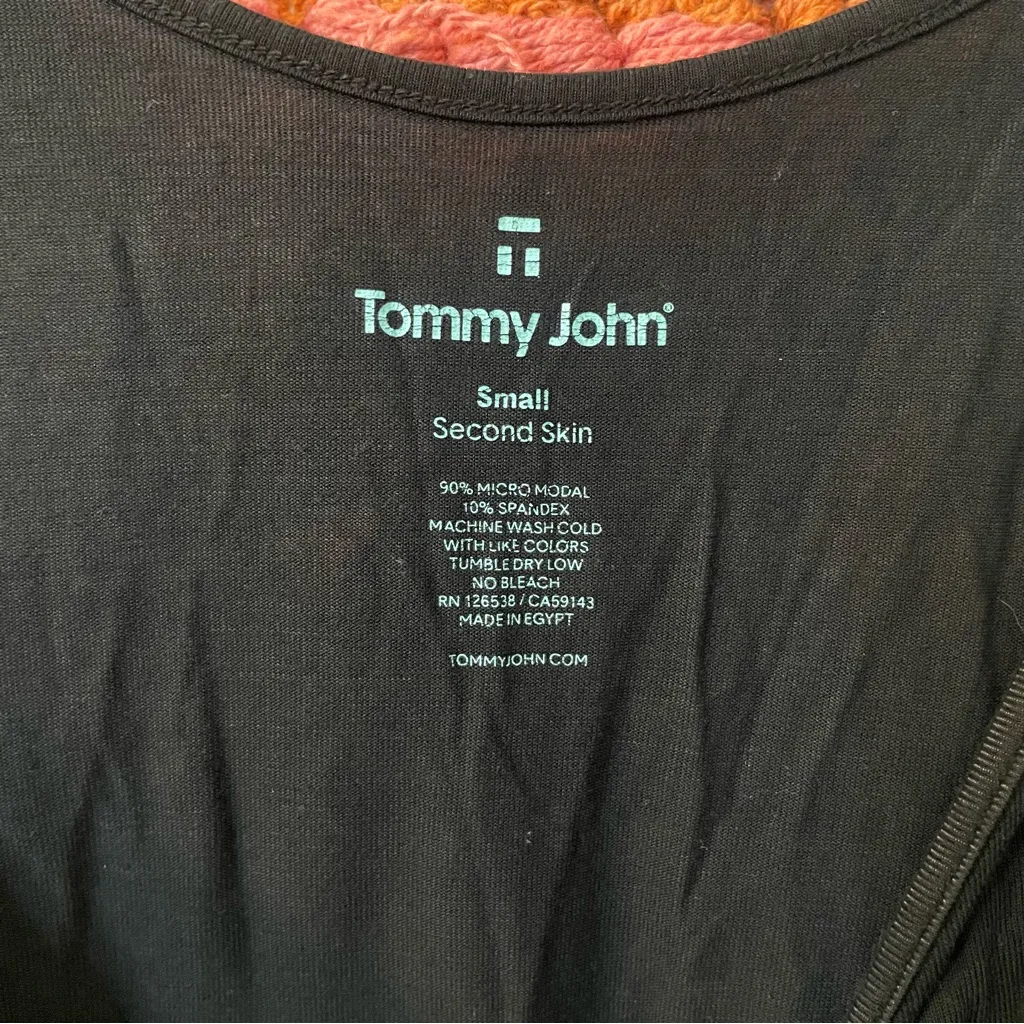 Tommy John®
Small
Second Skin
90% MICRO MODAL
10% SPANDEX
MACHINE WASH COLD
WITH LIKE COLORS
TUMBLE DRY LOW
NO BLEACH
RN 126538 / CA59143
MADE IN EGYPT
TOMMYJOHN.COM